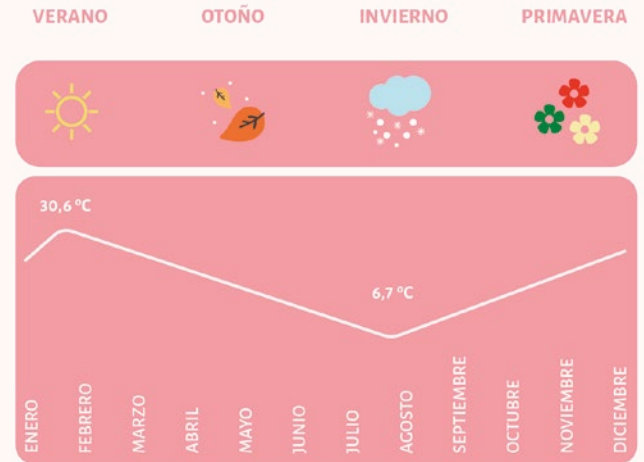 VERANO
OTOÑO
INVIERNO
PRIMAVERA
30,6 ºC
6,7 ºC
ENERO
FEBRERO
MARZO
ABRIL
MAYO
JUNIO
JULIO
AGOSTO
SEPTIEMBRE
OCTUBRE
NOVIEMBRE
DICIEMBRE